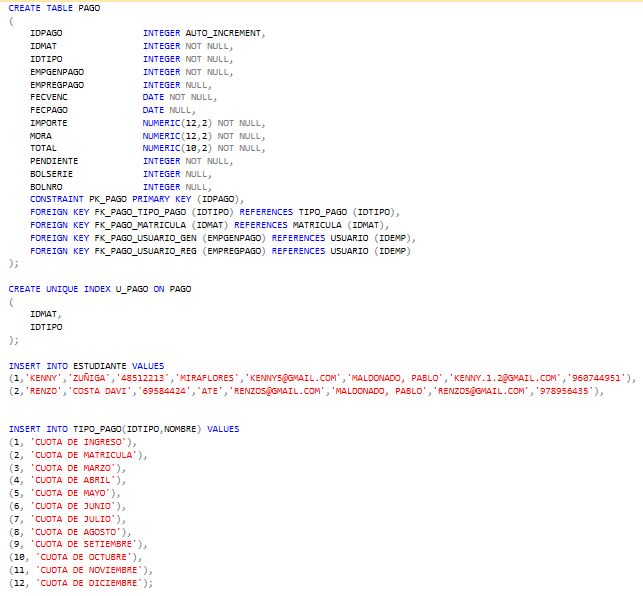 CREATE TABLE PAGO
(
IDPAGO INTEGER AUTO_INCREMENT,
IDMAT INTEGER NOT NULL,
IDTIPO INTEGER NOT NULL,
EMPGENPAGO INTEGER NOT NULL,
EMPREGPAGO INTEGER NULL,
FECVENC DATE NOT NULL,
FECPAGO DATE NULL,
IMPORTE NUMERIC(12,2) NOT NULL,
MORA NUMERIC(12,2) NOT NULL,
TOTAL NUMERIC(10,2) NOT NULL,
PENDIENTE INTEGER NOT NULL,
BOLSERIE INTEGER NULL,
BOLNRO INTEGER NULL,
CONSTRAINT PK_PAGO PRIMARY KEY (IDPAGO),
FOREIGN KEY FK_PAGO_TIPO_PAGO (IDTIPO) REFERENCES TIPO_PAGO (IDTIPO),
FOREIGN KEY FK_PAGO_MATRICULA (IDMAT) REFERENCES MATRICULA (IDMAT),
FOREIGN KEY FK_PAGO_USUARIO_GEN (EMPGENPAGO) REFERENCES USUARIO (IDEMP),
FOREIGN KEY FK_PAGO_USUARIO_REG (EMPREGPAGO) REFERENCES USUARIO (IDEMP)
);
CREATE UNIQUE INDEX U_PAGO ON PAGO
(
IDMAT,
IDTIPO
);
INSERT INTO ESTUDIANTE VALUES
(1,'KENNY','ZUÑIGA','48512213','MIRAFLORES','KENNYS@GMAIL.COM','MALDONADO, PABLO','KENNY.1.2@GMAIL.COM','960744951'),
(2,'RENZO','COSTA DAVI','69584424','ATE','RENZOS@GMAIL.COM','MALDONADO, PABLO','RENZOS@GMAIL.COM','978956435'),
INSERT INTO TIPO_PAGO(IDTIPO,NOMBRE) VALUES
(1, 'CUOTA DE INGRESO'),
(2, 'CUOTA DE MATRICULA'),
(3, 'CUOTA DE MARZO'),
(4, 'CUOTA DE ABRIL'),
(5, 'CUOTA DE MAYO'),
(6, 'CUOTA DE JUNIO'),
(7, 'CUOTA DE JULIO'),
(8, 'CUOTA DE AGOSTO'),
(9, 'CUOTA DE SETIEMBRE'),
(10, 'CUOTA DE OCTUBRE'),
(11, 'CUOTA DE NOVIEMBRE'),
(12, 'CUOTA DE DICIEMBRE');